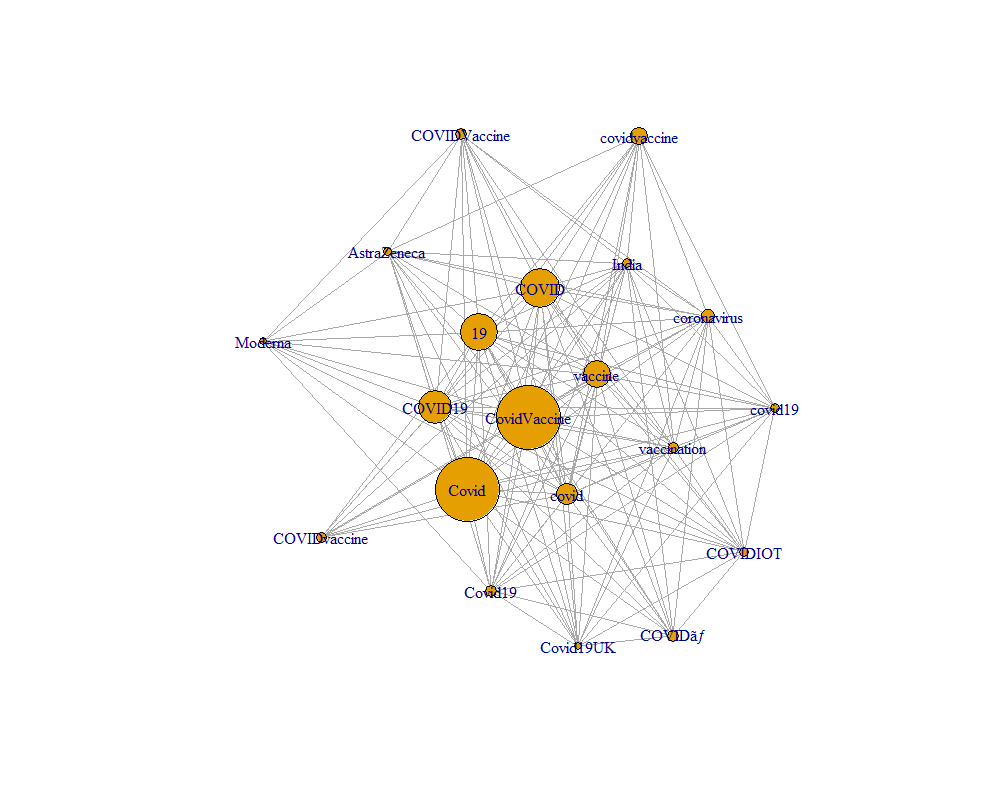 COVIDVaccine
covidvaccine
AstraZeneca
India
COVID
coronavirus
19
Moderna
vaccine
COVID19
covid19
CovidVaccine
vaccination
Covid
covid
COVIDvaccine
COVIDIOT
Covid19
COVIDãƒ
Covid19UK